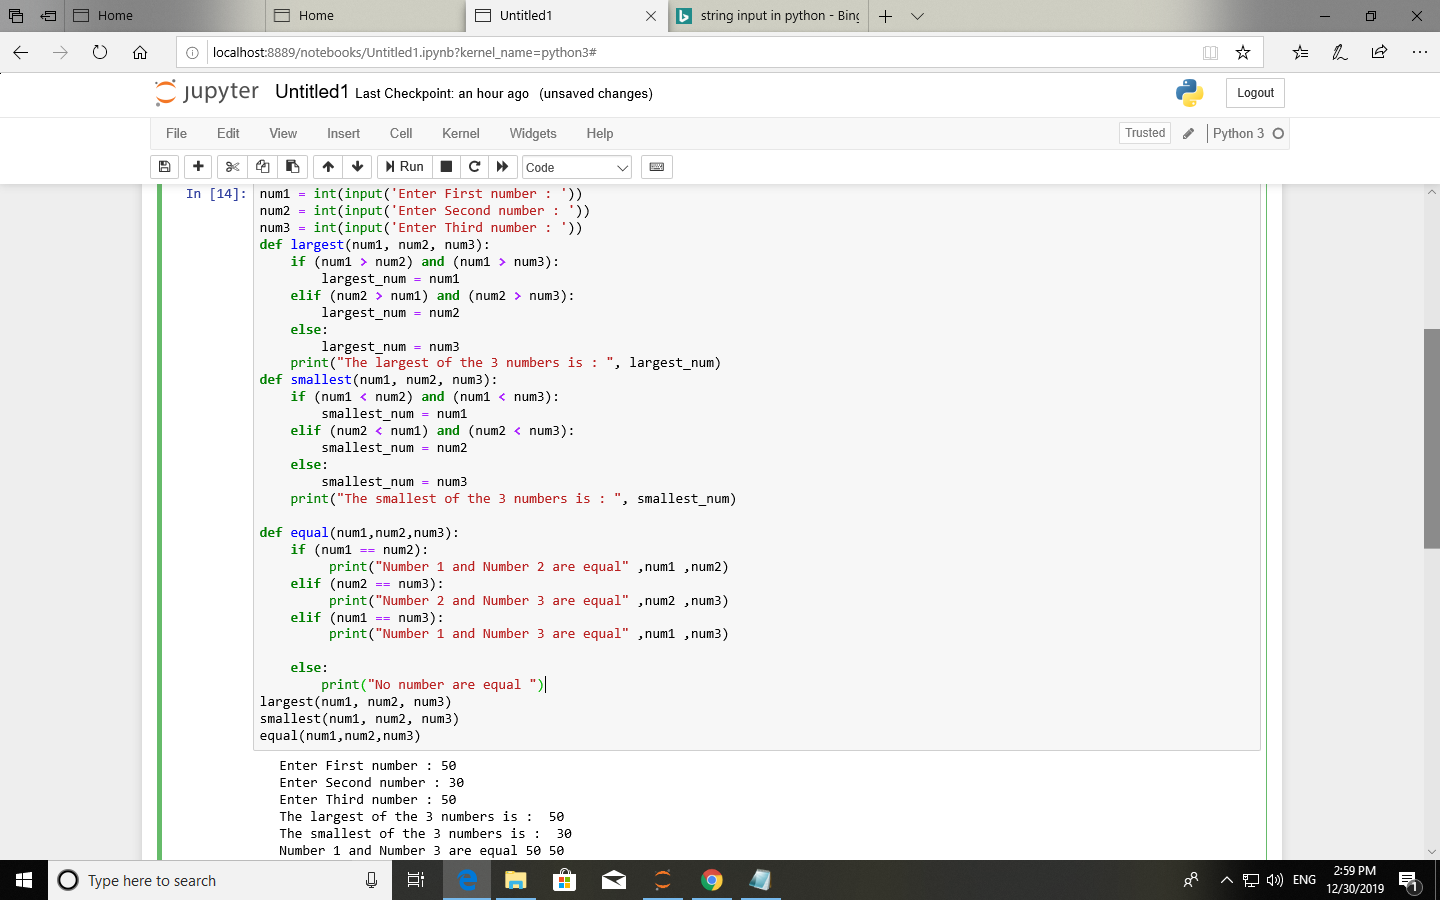 Home
Home
Untitled1
string input in python - Bing
localhost:8889/notebooks/Untitled1.ipynb?kernel_name=python3#
jupyter Untitled1 Last Checkpoint: an hour ago (unsaved changes)
Logout
File Edit View Insert Cell Kernel Widgets Help
Trusted
Python 3
Run
Code
In [14]:
num1 = int(input('Enter First number : '))
num2 = int(input('Enter Second number : '))
num3 = int(input('Enter Third number : '))
def largest(num1, num2, num3):
    if (num1 > num2) and (num1 > num3):
        largest_num = num1
    elif (num2 > num1) and (num2 > num3):
        largest_num = num2
    else:
        largest_num = num3
    print("The largest of the 3 numbers is : ", largest_num)
def smallest(num1, num2, num3):
    if (num1 < num2) and (num1 < num3):
        smallest_num = num1
    elif (num2 < num1) and (num2 < num3):
        smallest_num = num2
    else:
        smallest_num = num3
    print("The smallest of the 3 numbers is : ", smallest_num)
def equal(num1,num2,num3):
    if (num1 == num2):
         print("Number 1 and Number 2 are equal" ,num1 ,num2)
    elif (num2 == num3):
         print("Number 2 and Number 3 are equal" ,num2 ,num3)
    elif (num1 == num3):
         print("Number 1 and Number 3 are equal" ,num1 ,num3)
    else:
        print("No number are equal ")
largest(num1, num2, num3)
smallest(num1, num2, num3)
equal(num1,num2,num3)
Enter First number : 50
Enter Second number : 30
Enter Third number : 50
The largest of the 3 numbers is :  50
The smallest of the 3 numbers is :  30
Number 1 and Number 3 are equal 50 50
Type here to search
ENG
2:59 PM
12/30/2019
1